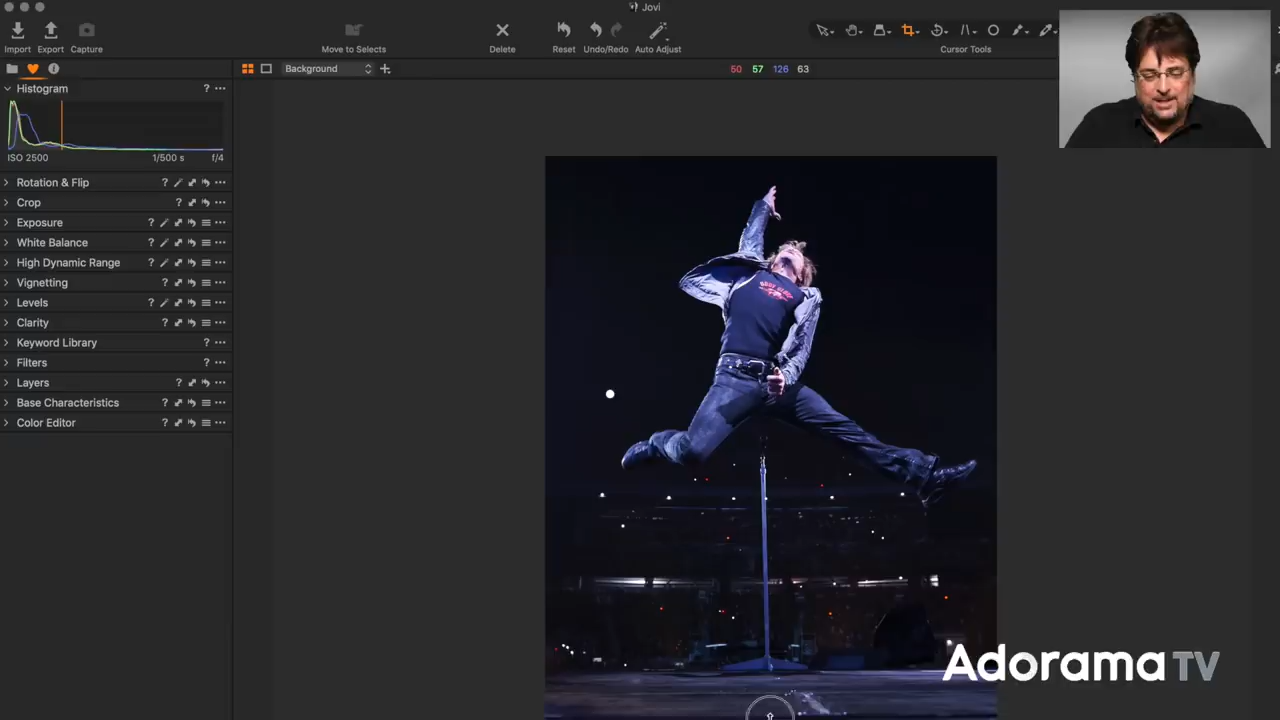 Jovi
Import Export Capture Move to Selects Delete Reset Undo/Redo Auto Adjust Cursor Tools
Background 50 57 126 63
Histogram ?
ISO 2500 1/500 s f/4
Rotation & Flip ?
Crop ?
Exposure ?
White Balance ?
High Dynamic Range ?
Vignetting ?
Levels ?
Clarity ?
Keyword Library ?
Filters ?
Layers ?
Base Characteristics ?
Color Editor ?
Adorama TV